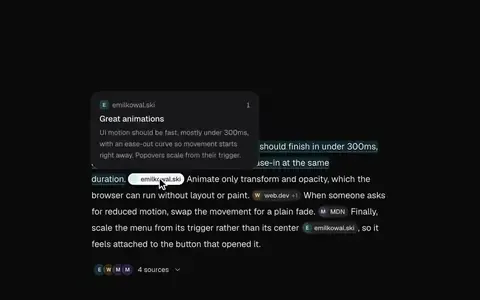 E emilkowal.ski 1
Great animations
UI motion should be fast, mostly under 300ms,
with an ease-out curve so movement starts
right away. Popovers scale from their trigger.
should finish in under 300ms,
ease-in at the same
duration. emilkowal.ski Animate only transform and opacity, which the
browser can run without layout or paint. W web.dev +1 When someone asks
for reduced motion, swap the movement for a plain fade. M MDN Finally,
scale the menu from its trigger rather than its center E emilkowal.ski , so it
feels attached to the button that opened it.
E W M M 4 sources